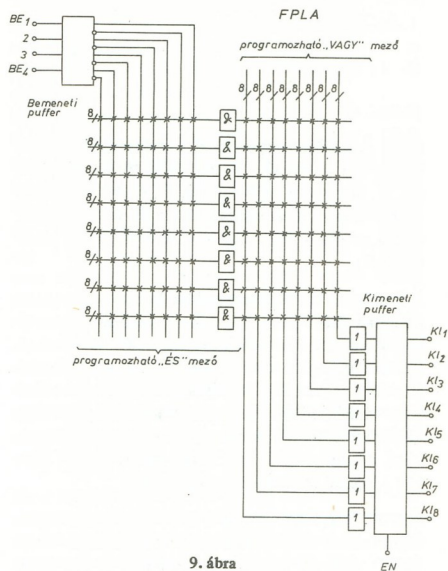 FPLA
BE1
2
3
BE4
programozható „VAGY” mező
8/ 8/ 8/ 8/ 8/ 8/ 8/ 8/
Bemeneti
puffer
8/ &
8/ &
8/ &
8/ &
8/ &
8/ &
8/ &
8/ &
Kimeneti
puffer
programozható „ÉS” mező
1 KI1
1 KI2
1 KI3
1 KI4
1 KI5
1 KI6
1 KI7
1 KI8
EN
9. ábra